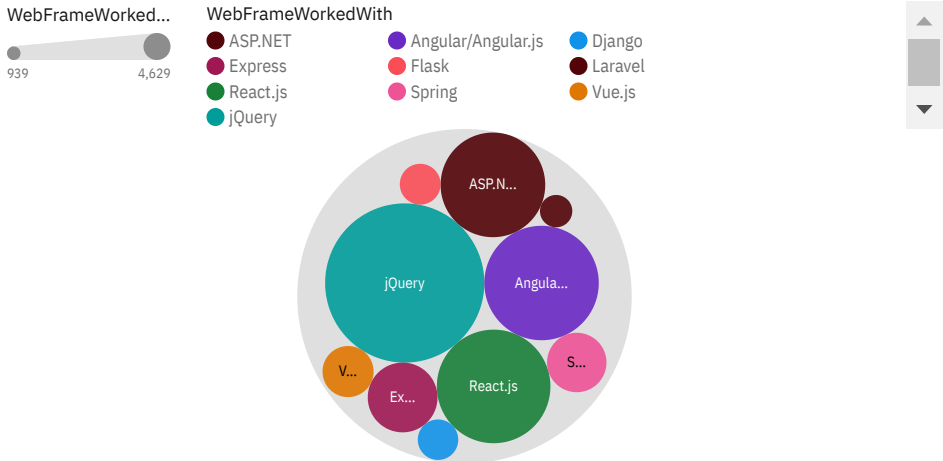 WebFrameWorked...
939 4,629
WebFrameWorkedWith
ASP.NET Angular/Angular.js Django
Express Flask Laravel
React.js Spring Vue.js
jQuery
ASP.N...
jQuery Angula...
V... S...
Ex... React.js